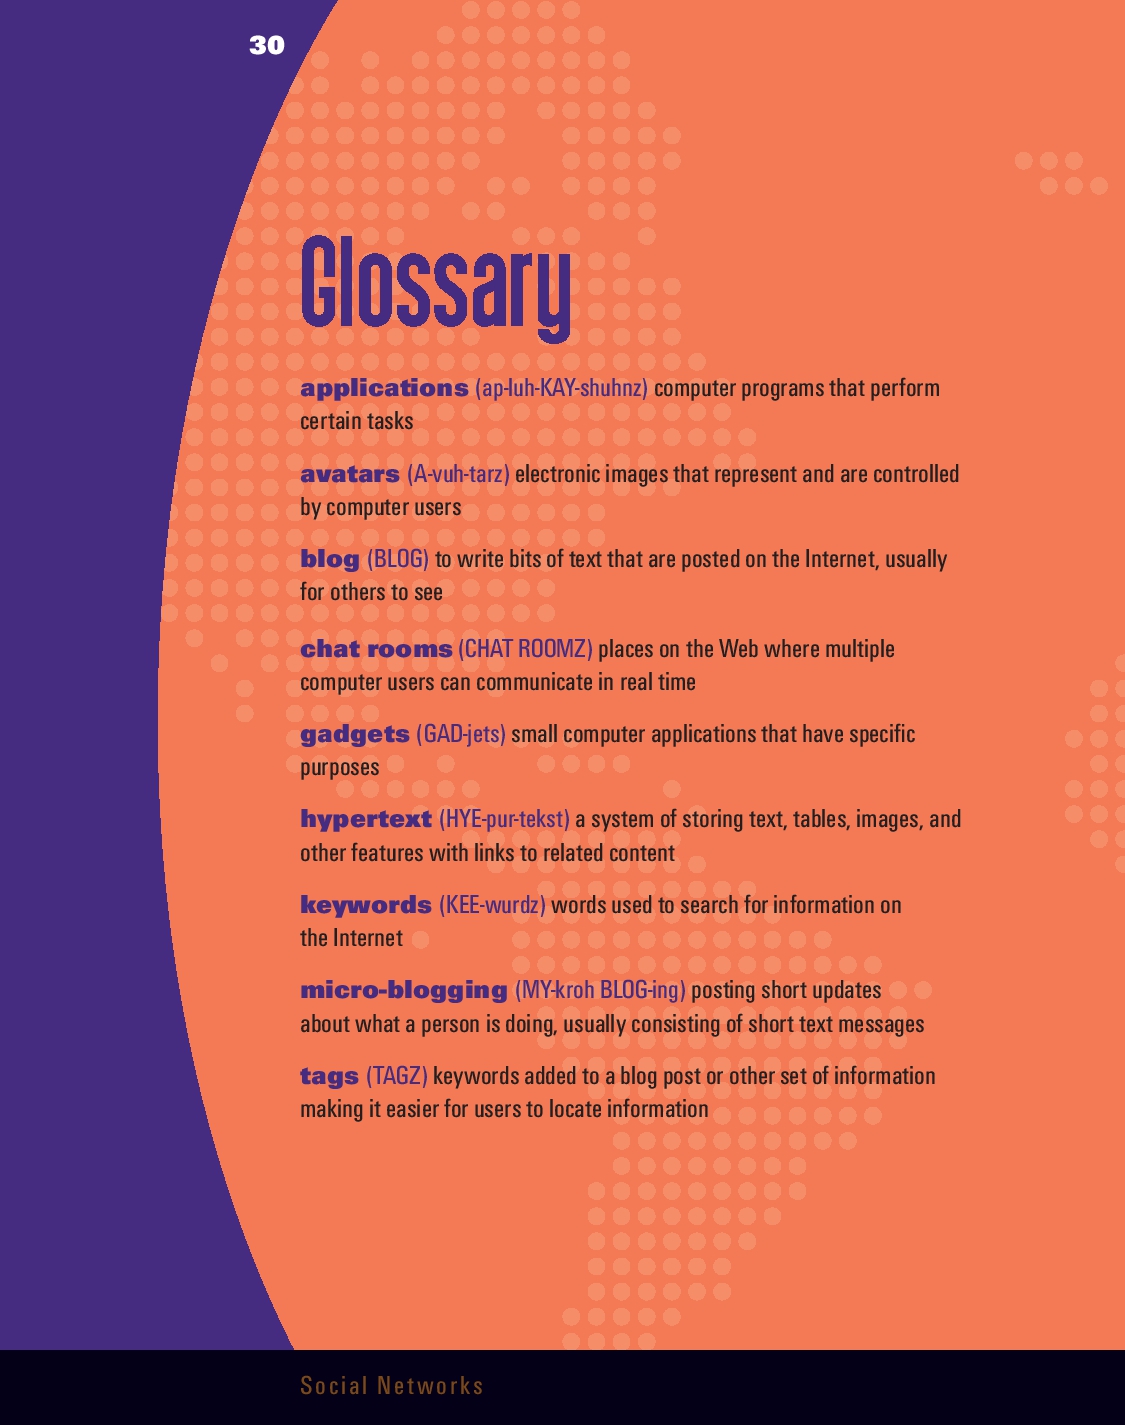 30
Glossary
applications (ap-luh-KAY-shuhnz) computer programs that perform
certain tasks
avatars (A-vuh-tarz) electronic images that represent and are controlled
by computer users
blog (BLOG) to write bits of text that are posted on the Internet, usually
for others to see
chat rooms (CHAT ROOMZ) places on the Web where multiple
computer users can communicate in real time
gadgets (GAD-jets) small computer applications that have specific
purposes
hypertext (HYE-pur-tekst) a system of storing text, tables, images, and
other features with links to related content
keywords (KEE-wurdz) words used to search for information on
the Internet
micro-blogging (MY-kroh BLOG-ing) posting short updates
about what a person is doing, usually consisting of short text messages
tags (TAGZ) keywords added to a blog post or other set of information
making it easier for users to locate information
Social Networks